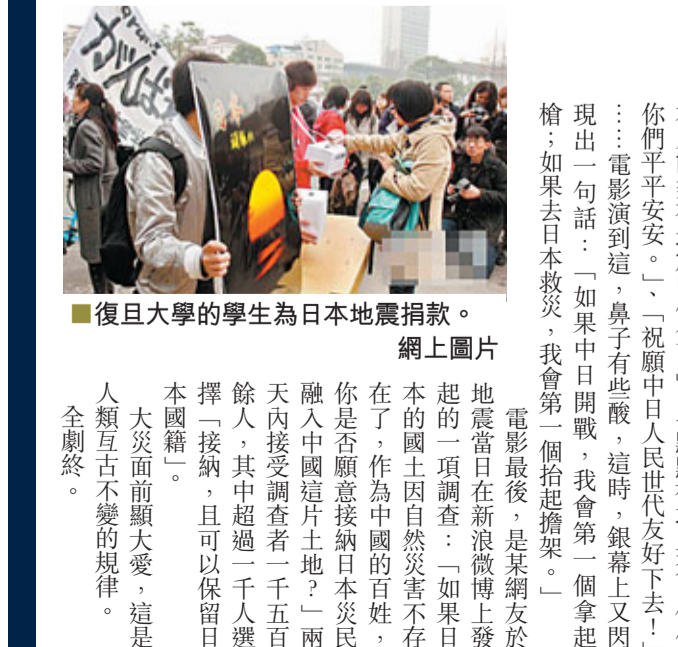 がんば
■復旦大學的學生為日本地震捐款。
網上圖片
你們平平安安。」、「祝願中日人民世代友好下去!」
……電影演到這,鼻子有些酸,這時,銀幕上又閃
現出一句話:「如果中日開戰,我會第一個拿起
槍;如果去日本救災,我會第一個抬起擔架。」
電影最後,是某網友於
地震當日在新浪微博上發
起的一項調查:「如果日
本的國土因自然災害不存
在了,作為中國的百姓,
你是否願意接納日本災民
融入中國這片土地?」兩
天內接受調查者一千五百
餘人,其中超過一千人選
擇「接納,且可以保留日
本國籍」。
大災面前顯大愛,這是
人類亙古不變的規律。
全劇終。